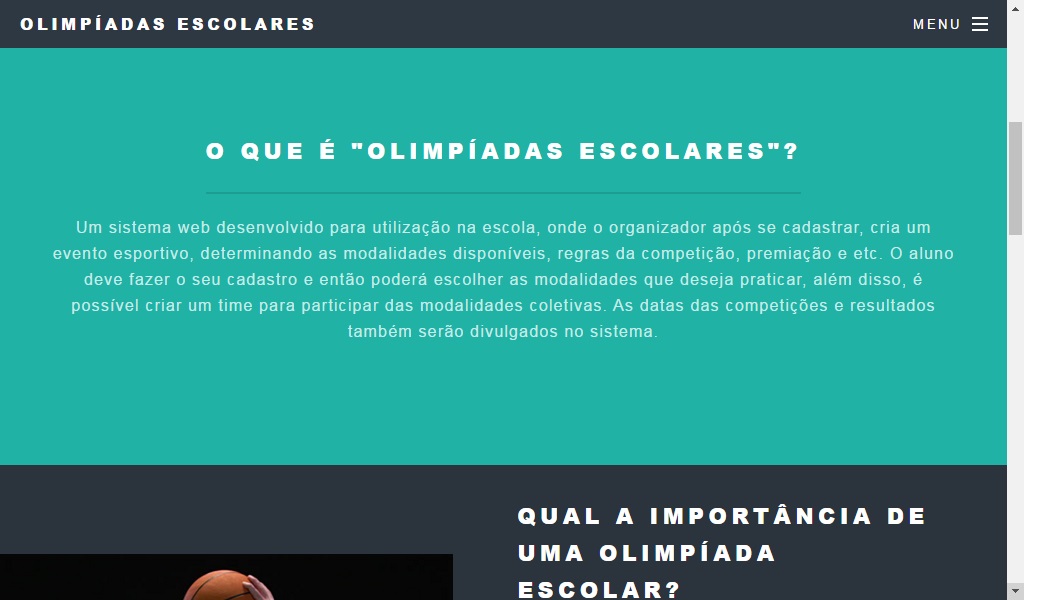 OLIMPÍADAS ESCOLARES
MENU
O QUE É "OLIMPÍADAS ESCOLARES"?
Um sistema web desenvolvido para utilização na escola, onde o organizador após se cadastrar, cria um
evento esportivo, determinando as modalidades disponíveis, regras da competição, premiação e etc. O aluno
deve fazer o seu cadastro e então poderá escolher as modalidades que deseja praticar, além disso, é
possível criar um time para participar das modalidades coletivas. As datas das competições e resultados
também serão divulgados no sistema.
QUAL A IMPORTÂNCIA DE
UMA OLIMPÍADA
ESCOLAR?